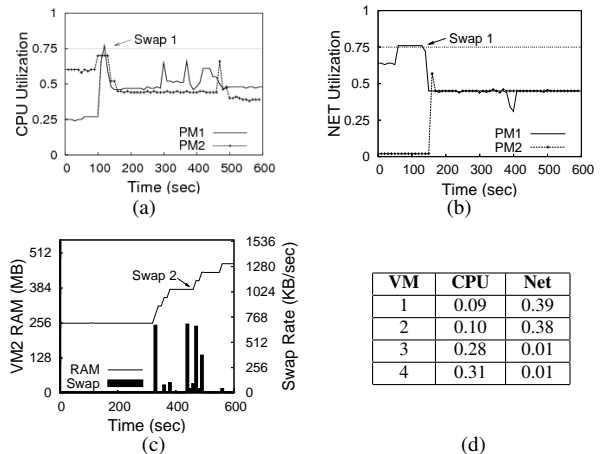 (a)
CPU Utilization
1
0.75
0.5
0.25
0
Swap 1
PM1
PM2
0 100 200 300 400 500 600
Time (sec)
(b)
NET Utilization
1
0.75
0.5
0.25
0
Swap 1
PM1
PM2
0 100 200 300 400 500 600
Time (sec)
VM2 RAM (MB)
512
384
256
128
0
Swap 2
RAM
Swap
1536
1280
1024
768
512
256
0
Swap Rate (KB/sec)
0 200 400 600
Time (sec)
(c)
VM CPU Net
1 0.09 0.39
2 0.10 0.38
3 0.28 0.01
4 0.31 0.01
(d)